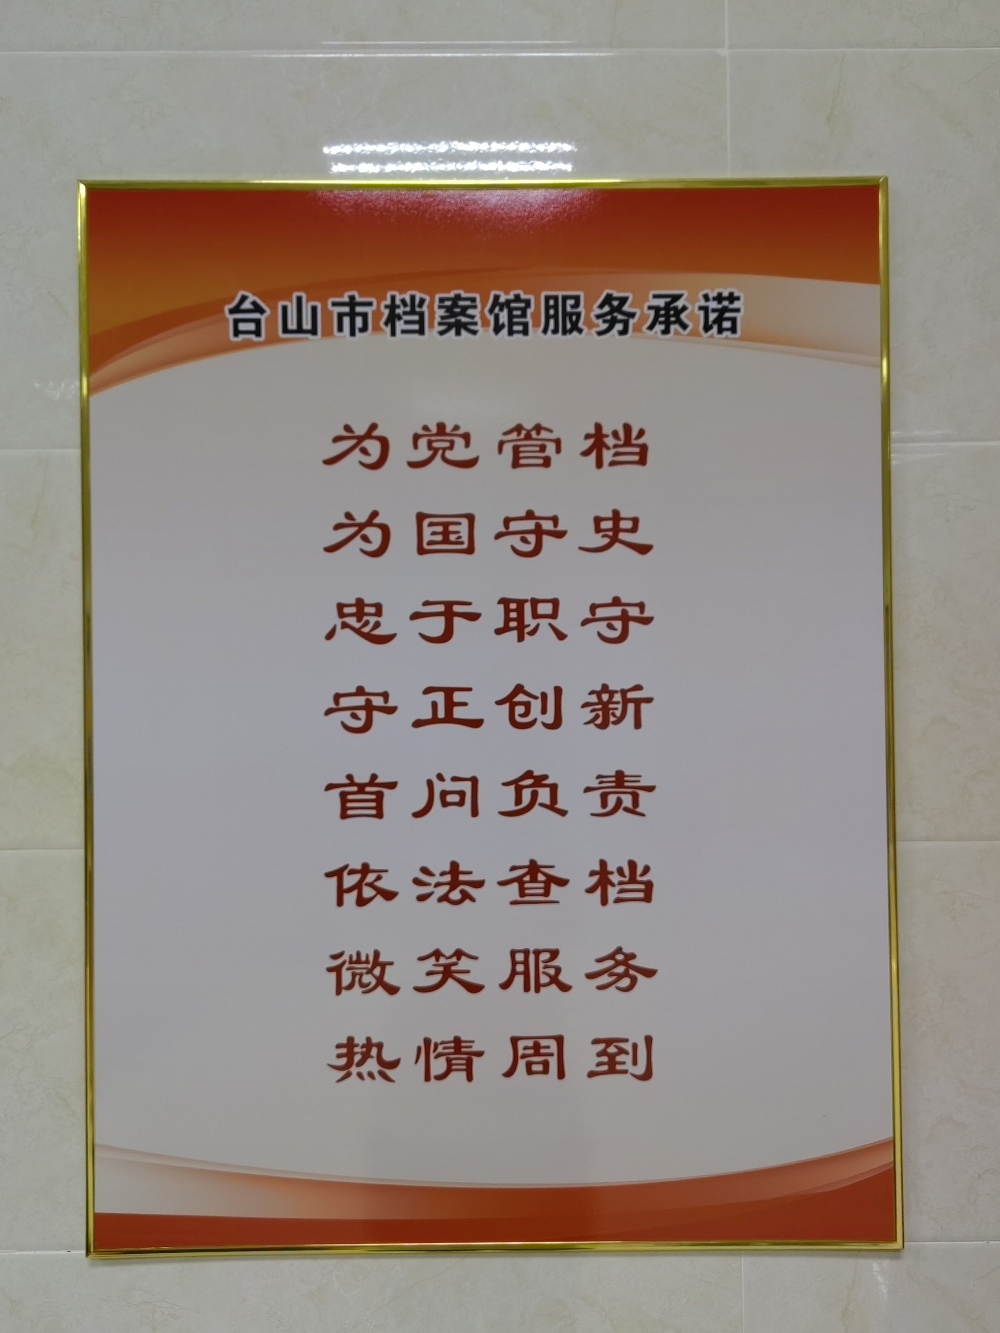 台山市档案馆服务承诺
为党管档
为国守史
忠于职守
守正创新
首问负责
依法查档
微笑服务
热情周到